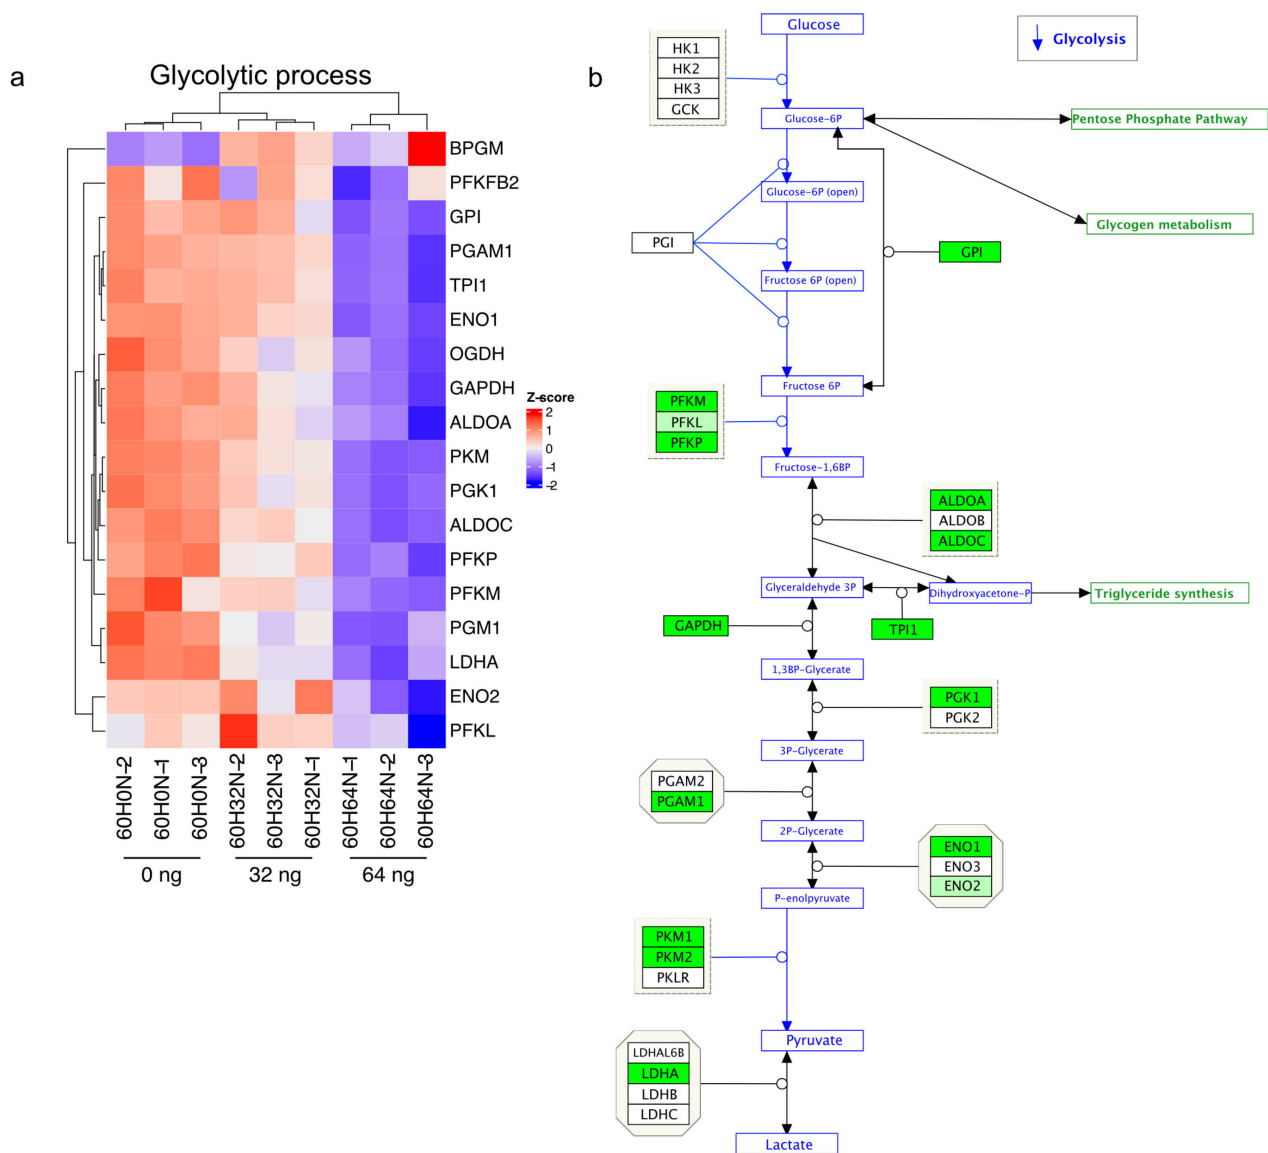 a
Glycolytic process
BPGM
PFKFB2
GPI
PGAM1
TPI1
ENO1
OGDH
GAPDH
ALDOA
PKM
PGK1
ALDOC
PFKP
PFKM
PGM1
LDHA
ENO2
PFKL
Z-score
2
1
0
-1
-2
60H0N-2
60H0N-1
60H0N-3
60H32N-2
60H32N-3
60H32N-1
60H64N-1
60H64N-2
60H64N-3
0 ng
32 ng
64 ng
b
Glycolysis
Glucose
HK1
HK2
HK3
GCK
Glucose-6P
Pentose Phosphate Pathway
Glucose-6P (open)
Glycogen metabolism
PGI
GPI
Fructose 6P (open)
Fructose 6P
PFKM
PFKL
PFKP
Fructose-1,6BP
ALDOA
ALDOB
ALDOC
Glyceraldehyde 3P
Dihydroxyacetone-P
Triglyceride synthesis
GAPDH
TPI1
1,3BP-Glycerate
PGK1
PGK2
3P-Glycerate
PGAM2
PGAM1
2P-Glycerate
ENO1
ENO3
ENO2
P-enolpyruvate
PKM1
PKM2
PKLR
Pyruvate
LDHAL6B
LDHA
LDHB
LDHC
Lactate